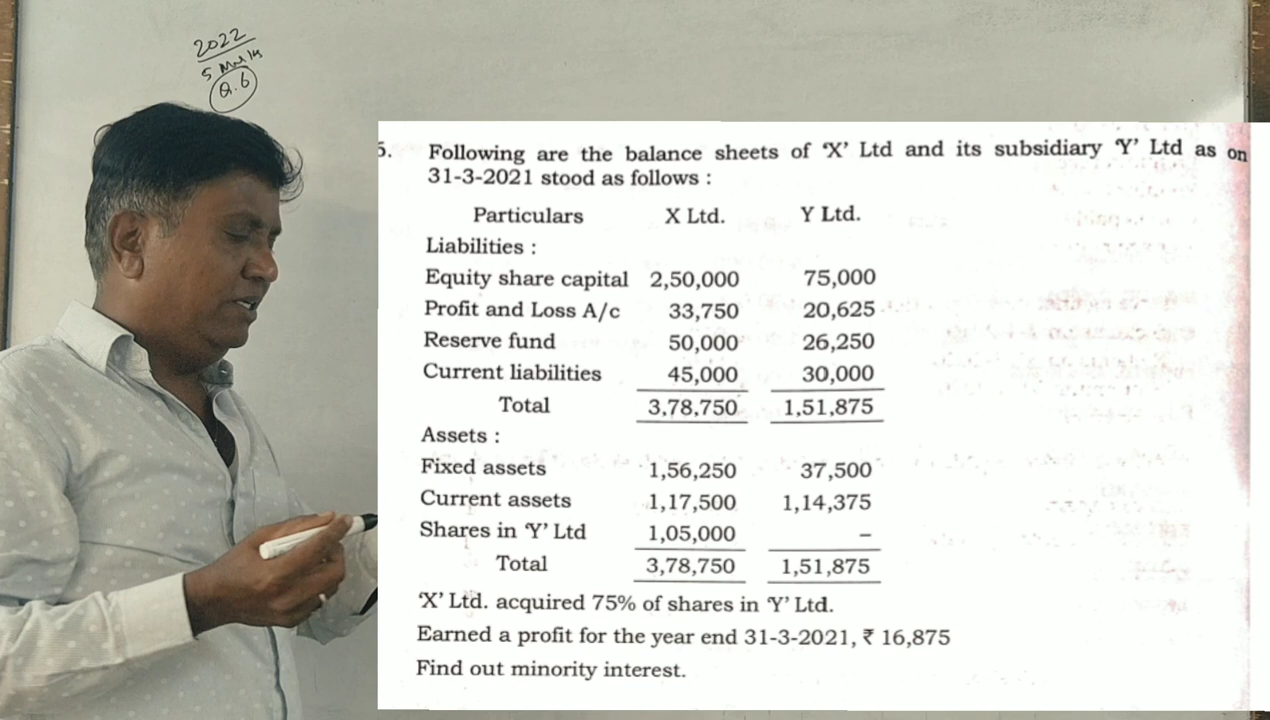 2022
5 Marks
Q.6
5. Following are the balance sheets of 'X' Ltd and its subsidiary 'Y' Ltd as on
31-3-2021 stood as follows :
Particulars X Ltd. Y Ltd.
Liabilities :
Equity share capital 2,50,000 75,000
Profit and Loss A/c 33,750 20,625
Reserve fund 50,000 26,250
Current liabilities 45,000 30,000
Total 3,78,750 1,51,875
Assets :
Fixed assets 1,56,250 37,500
Current assets 1,17,500 1,14,375
Shares in 'Y' Ltd 1,05,000 –
Total 3,78,750 1,51,875
'X' Ltd. acquired 75% of shares in 'Y' Ltd.
Earned a profit for the year end 31-3-2021, ₹ 16,875
Find out minority interest.